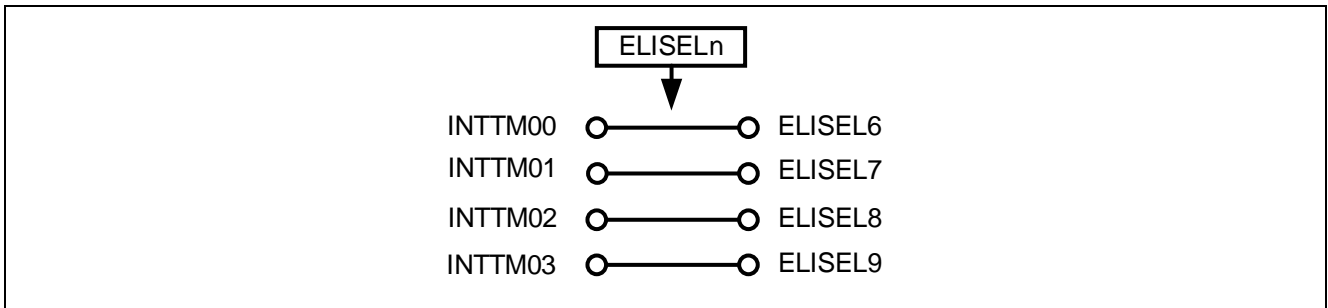 ELISELn
INTTM00 ELISEL6
INTTM01 ELISEL7
INTTM02 ELISEL8
INTTM03 ELISEL9